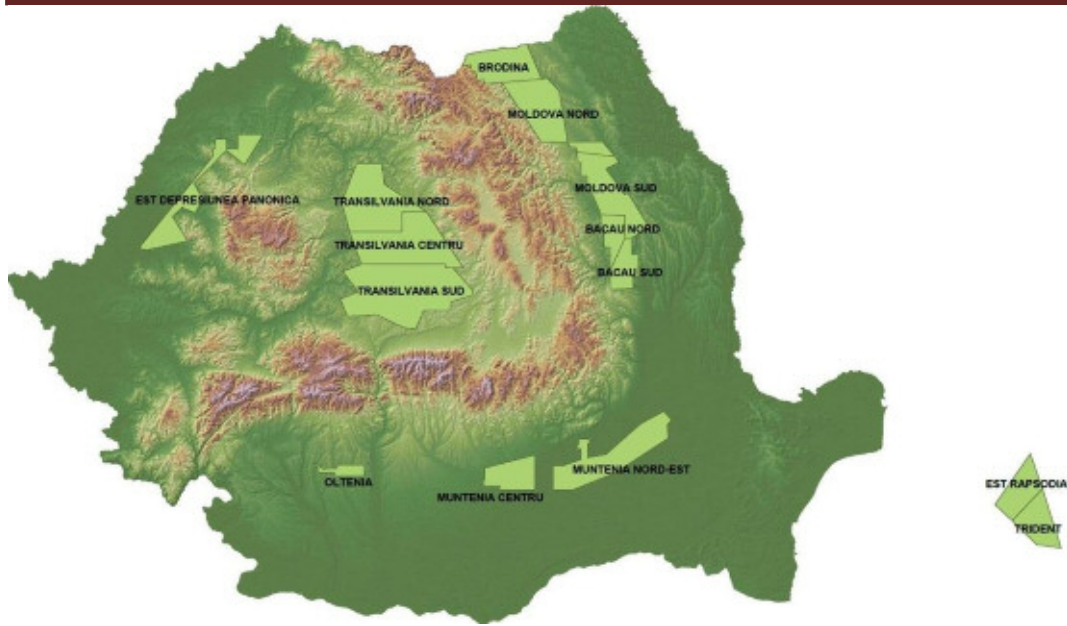 BRODINA
MOLDOVA NORD
MOLDOVA SUD
EST DEPRESIUNEA PANONICA
TRANSILVANIA NORD
BACAU NORD
TRANSILVANIA CENTRU
BACAU SUD
TRANSILVANIA SUD
MUNTENIA NORD-EST
OLTENIA
EST RAPSODIA
MUNTENIA CENTRU
TRIDENT